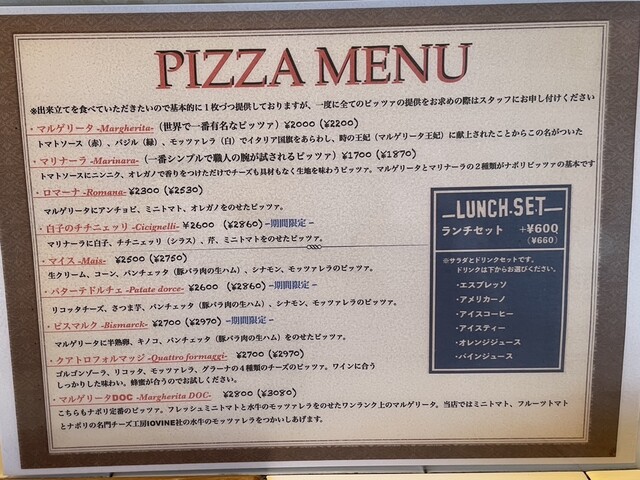 PIZZA MENU
※出来立てを食べていただきたいので基本的に１枚づつ提供しておりますが、一度に全てのピッツァの提供をお求めの際はスタッフにお申し付けください
・マルゲリータ -Margherita- （世界で一番有名なピッツァ）¥2000 (¥2200)
トマトソース（赤）、バジル（緑）、モッツァレラ（白）でイタリア国旗をあらわし、時の王妃（マルゲリータ王妃）に献上されたことからこの名がついた
・マリナーラ -Marinara- （一番シンプルで職人の腕が試されるピッツァ）¥1700 (¥1870)
トマトソースにニンニク、オレガノで香りをつけただけでチーズも具材もなく生地を味わうピッツァ。マルゲリータとマリナーラの２種類がナポリピッツァの基本です
・ロマーナ -Romana- ¥2300 (¥2530)
マルゲリータにアンチョビ、ミニトマト、オレガノをのせたピッツァ。
・白子のチチニェッリ -Cicignelli- ¥2600 (¥2860) −期間限定−
マリナーラに白子、チチニェッリ（シラス）、芹、ミニトマトをのせたピッツァ。
・マイス -Mais- ¥2500 (¥2750)
生クリーム、コーン、パンチェッタ（豚バラ肉の生ハム）、シナモン、モッツァレラのピッツァ。
・パターテドルチェ -Patate dorce- ¥2600 (¥2860) −期間限定−
リコッタチーズ、さつま芋、パンチェッタ（豚バラ肉の生ハム）、シナモン、モッツァレラのピッツァ。
・ビスマルク -Bismarck- ¥2700 (¥2970) −期間限定−
マルゲリータに半熟卵、キノコ、パンチェッタ（豚バラ肉の生ハム）をのせたピッツァ。
・クアトロフォルマッジ -Quattro formaggi- ¥2700 (¥2970)
ゴルゴンゾーラ、リコッタ、モッツァレラ、グラーナの４種類のチーズのピッツァ。ワインに合う
しっかりした味わい。蜂蜜が合うのでお試しください。
・マルゲリータDOC -Margherita DOC- ¥2800 (¥3080)
こちらもナポリ定番のピッツァ。フレッシュミニトマトと水牛のモッツァレラをのせたワンランク上のマルゲリータ。当店ではミニトマト、フルーツトマト
とナポリの名門チーズ工房IOVINE社の水牛のモッツァレラをつかいしあげます。
LUNCH SET
ランチセット +¥600
(¥660)
※サラダとドリンクセットです。
ドリンクは下からお選びください。
・エスプレッソ
・アメリカーノ
・アイスコーヒー
・アイスティー
・オレンジジュース
・パインジュース